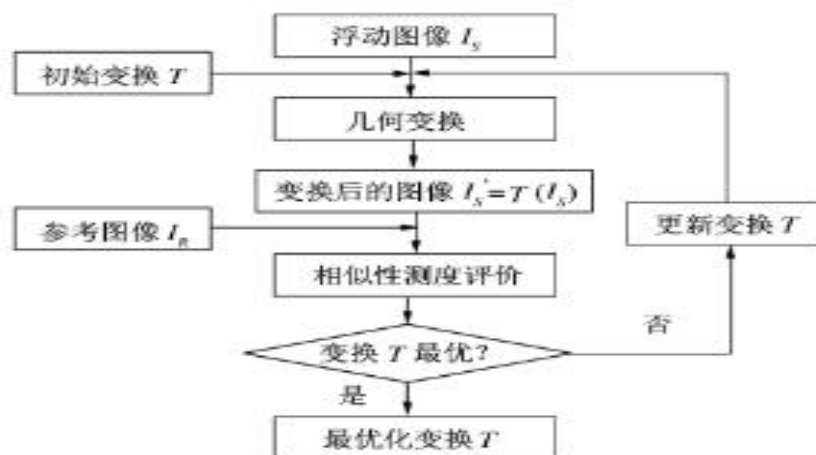 浮动图像 I_S
初始变换 T
几何变换
变换后的图像 I_S'=T(I_S)
参考图像 I_R
更新变换 T
相似性测度评价
变换 T 最优?
否
是
最优化变换 T